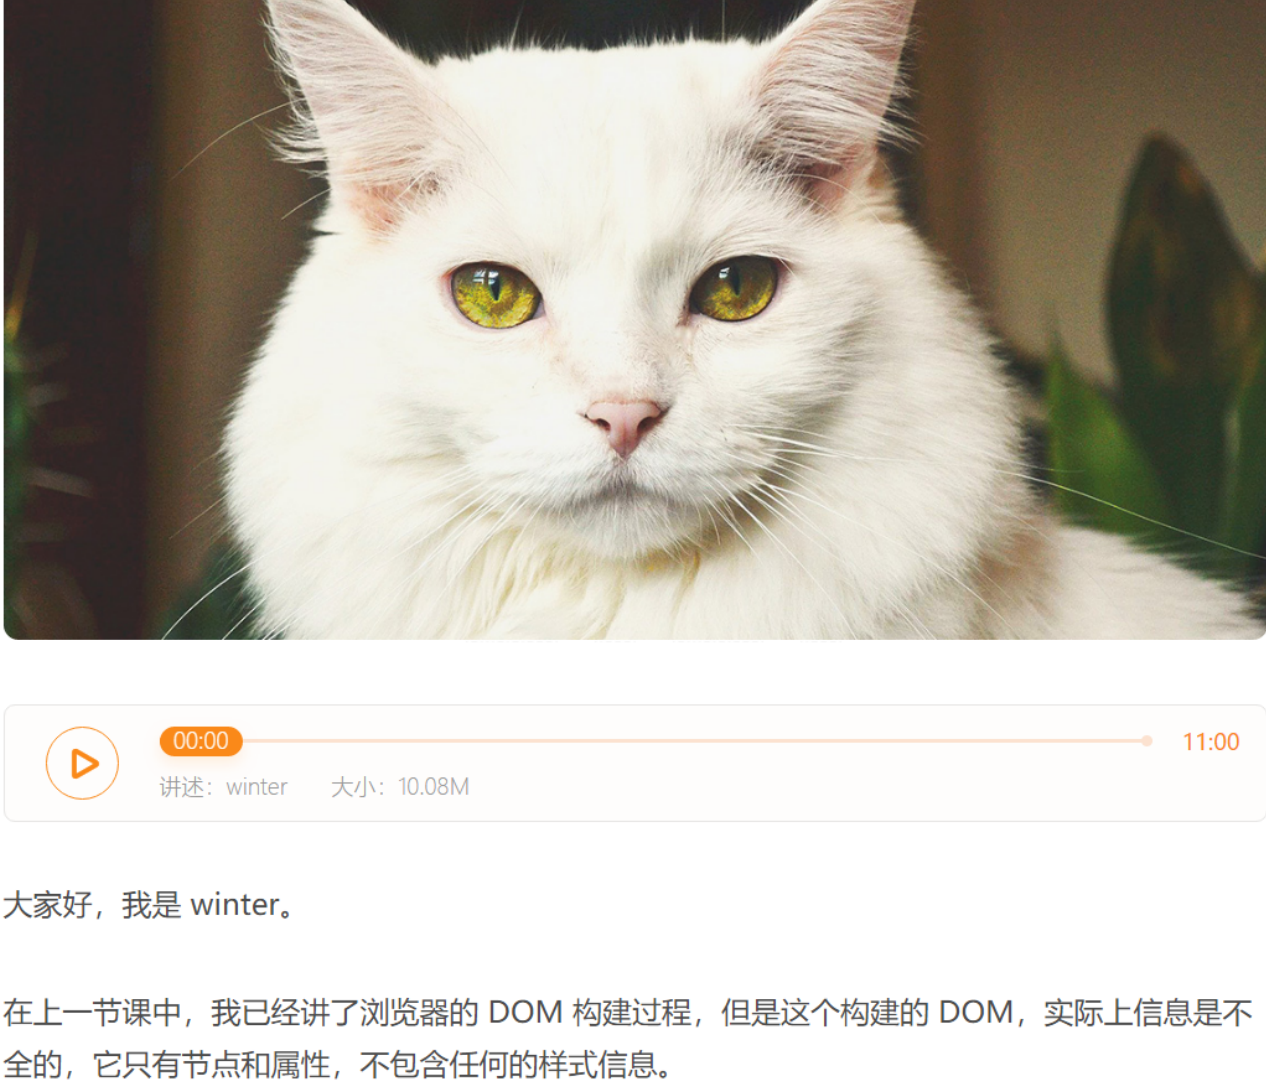 00:00
11:00
讲述：winter 大小：10.08M
大家好，我是 winter。
在上一节课中，我已经讲了浏览器的 DOM 构建过程，但是这个构建的 DOM，实际上信息是不
全的，它只有节点和属性，不包含任何的样式信息。